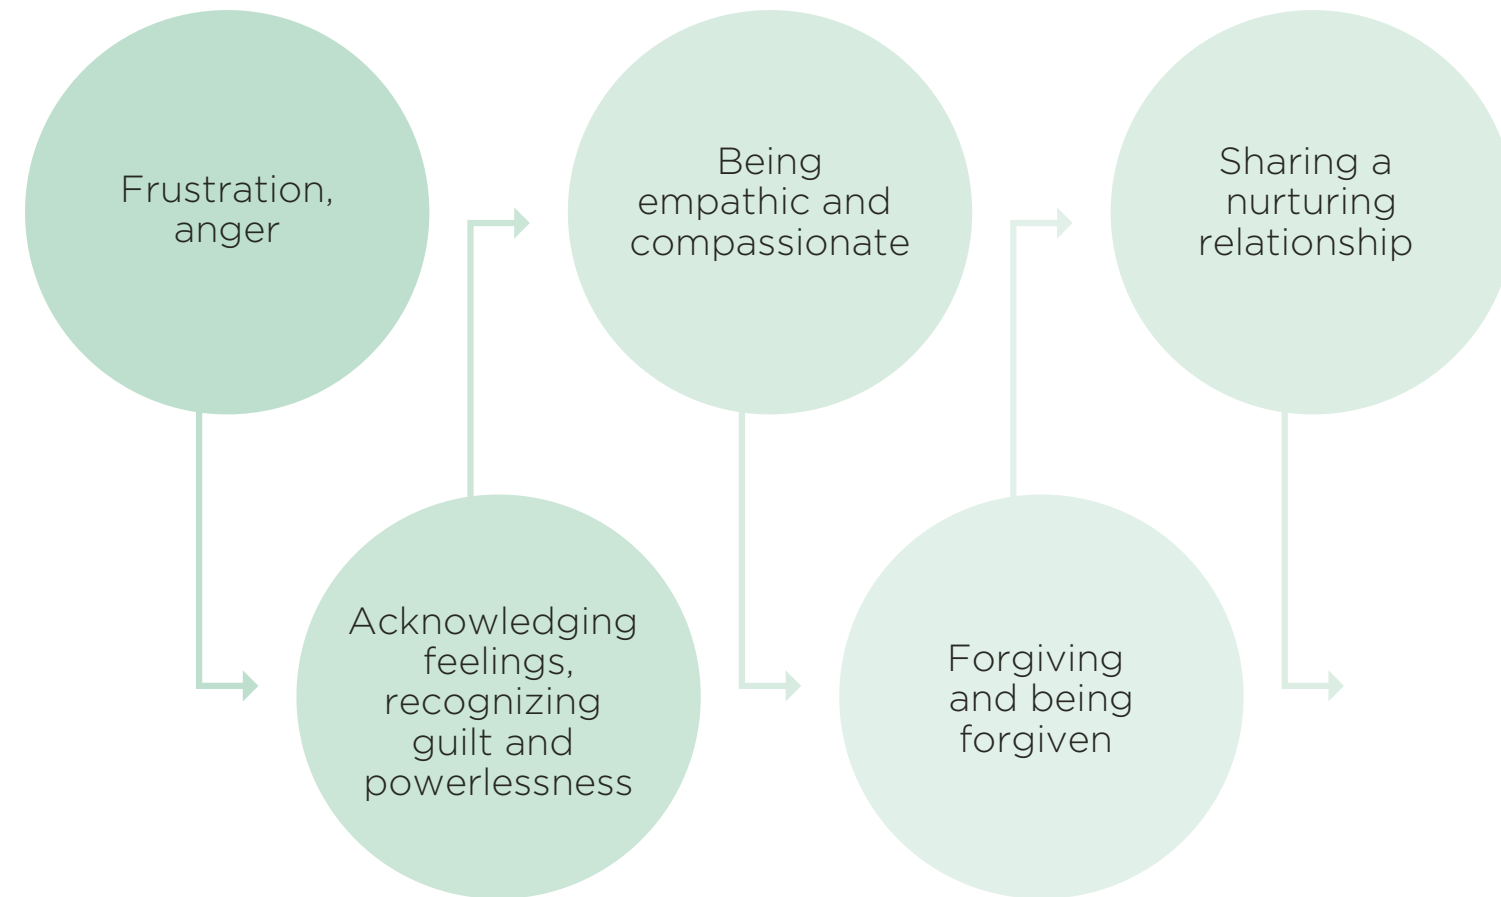 Frustration,
anger
Acknowledging
feelings,
recognizing
guilt and
powerlessness
Being
empathic and
compassionate
Forgiving
and being
forgiven
Sharing a
nurturing
relationship